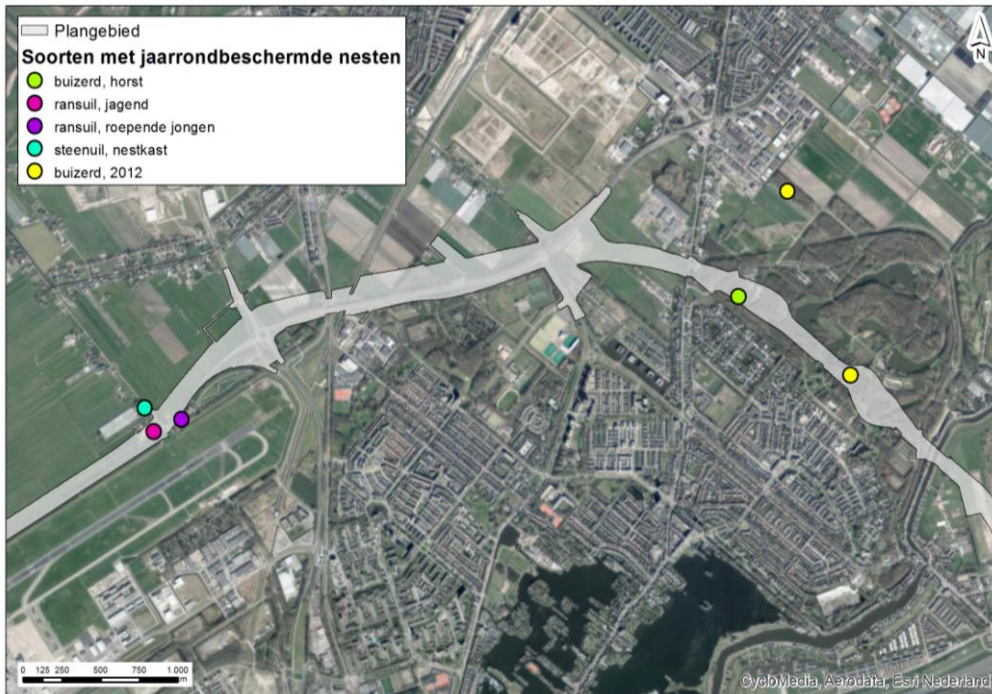 Plangebied
Soorten met jaarrondbeschermde nesten
buizerd, horst
ransuil, jagend
ransuil, roepende jongen
steenuil, nestkast
buizerd, 2012
N
0 125 250 500 750 1.000
m
CycloMedia, Aerodata, Esri Nederland